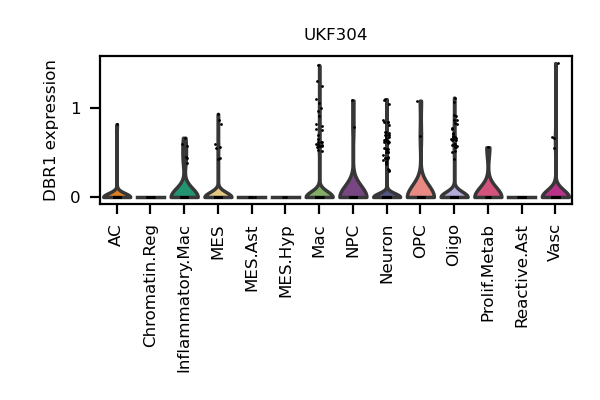 UKF304
DBR1 expression
1
0
AC
Chromatin.Reg
Inflammatory.Mac
MES
MES.Ast
MES.Hyp
Mac
NPC
Neuron
OPC
Oligo
Prolif.Metab
Reactive.Ast
Vasc